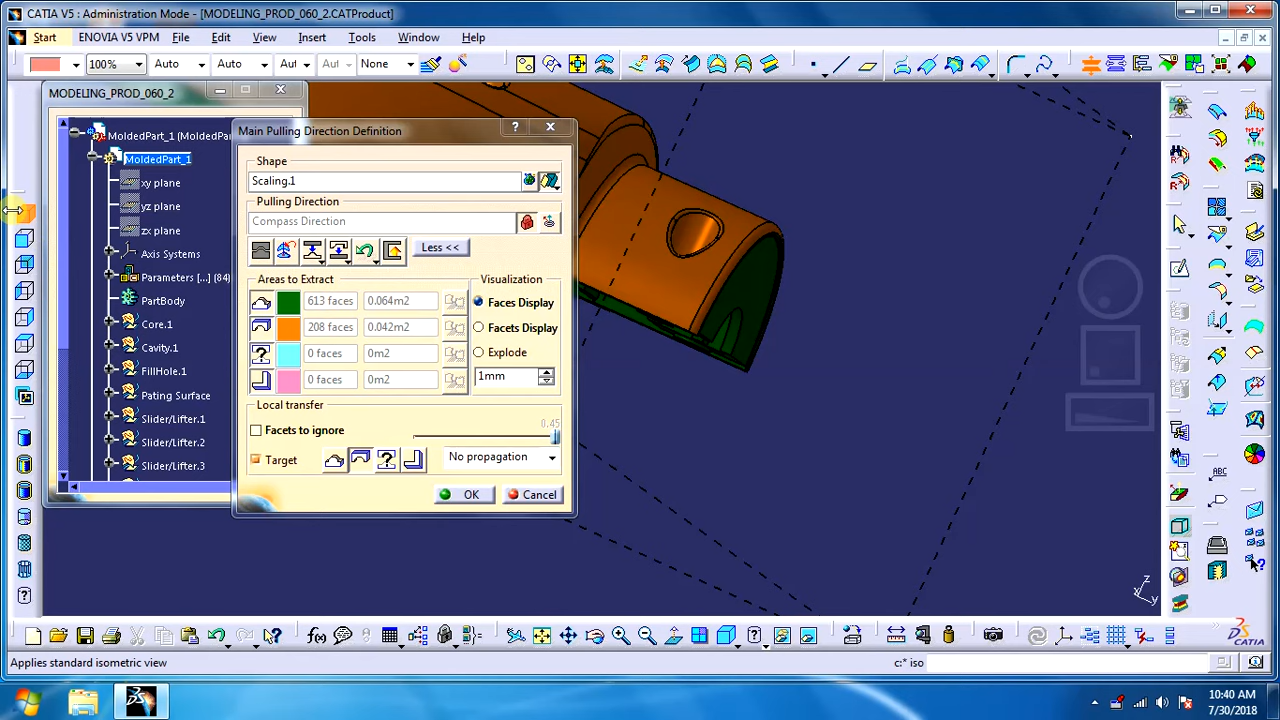 CATIA V5 : Administration Mode - [MODELING_PROD_060_2.CATProduct]
Start ENOVIA V5 VPM File Edit View Insert Tools Window Help
100% Auto Auto Aut Aut None
MODELING_PROD_060_2
MoldedPart_1 (MoldedPar
MoldedPart_1
xy plane
yz plane
zx plane
Axis Systems
Parameters [...] (84)
PartBody
Core.1
Cavity.1
FillHole.1
Pating Surface
Slider/Lifter.1
Slider/Lifter.2
Slider/Lifter.3
Main Pulling Direction Definition
Shape
Scaling.1
Pulling Direction
Compass Direction
Less <<
Areas to Extract
613 faces 0.064m2
208 faces 0.042m2
0 faces 0m2
0 faces 0m2
Visualization
Faces Display
Facets Display
Explode
1mm
Local transfer
Facets to ignore 0.45
Target No propagation
OK Cancel
ABC
z
x
y
f(x)
DS
CATIA
Applies standard isometric view c:* iso
10:40 AM
7/30/2018